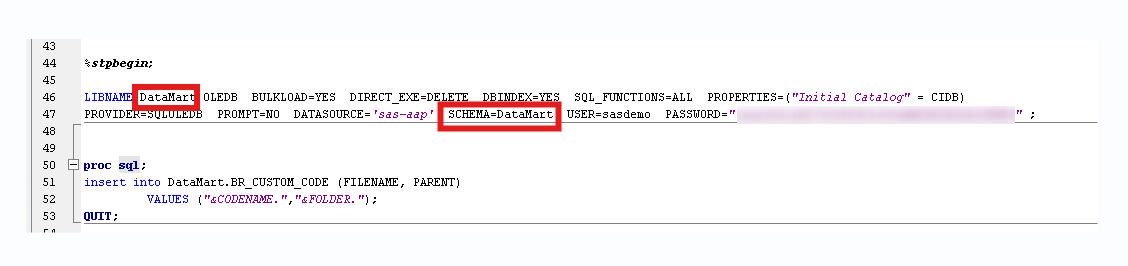 43
44 %stpbegin;
45
46 LIBNAME DataMart OLEDB BULKLOAD=YES DIRECT_EXE=DELETE DBINDEX=YES SQL_FUNCTIONS=ALL PROPERTIES=("Initial Catalog" = CIDB)
47 PROVIDER=SQLOLEDB PROMPT=NO DATASOURCE='sas-aap' SCHEMA=DataMart USER=sasdemo PASSWORD=" " ;
48
49
50 proc sql;
51 insert into DataMart.BR_CUSTOM_CODE (FILENAME, PARENT)
52 VALUES ("&CODENAME.","&FOLDER.");
53 QUIT;